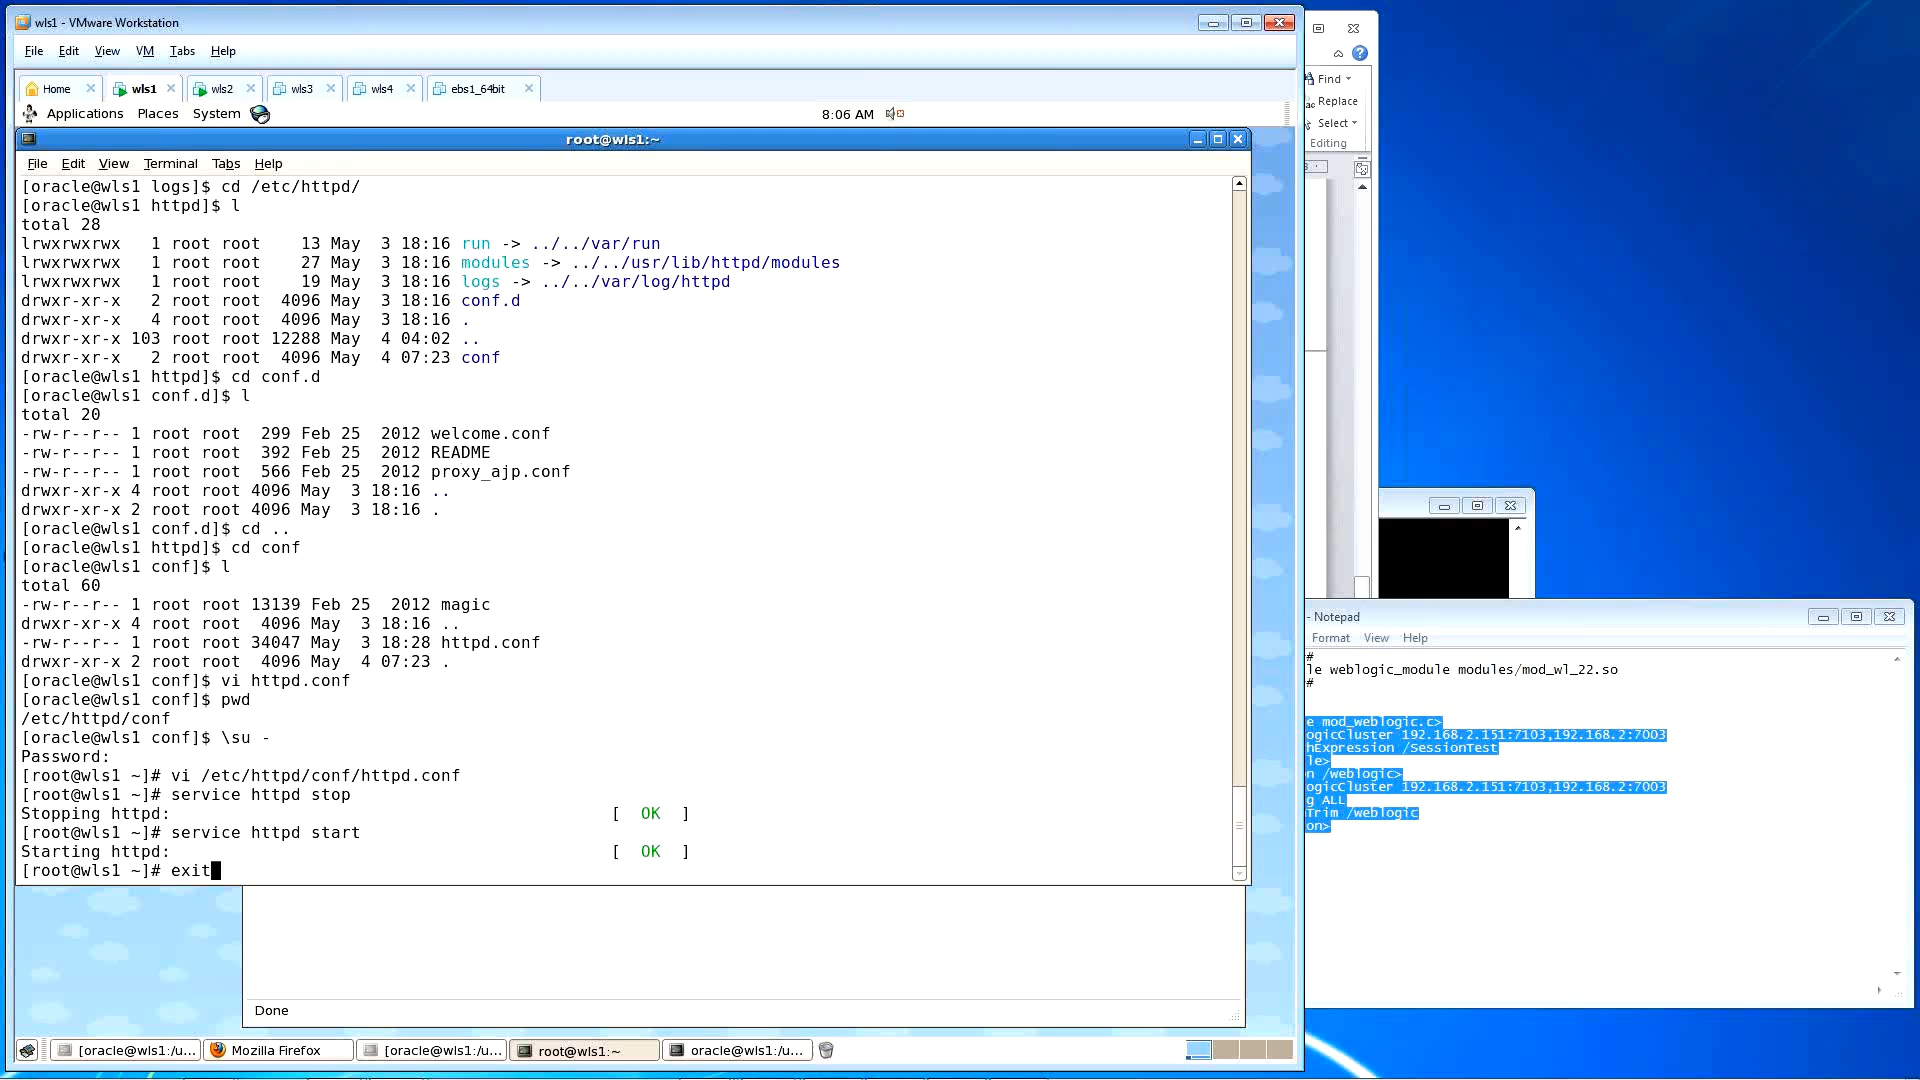 wls1 - VMware Workstation
File Edit View VM Tabs Help
Home wls1 wls2 wls3 wls4 ebs1_64bit
Applications Places System 8:06 AM
root@wls1:~
File Edit View Terminal Tabs Help
[oracle@wls1 logs]$ cd /etc/httpd/
[oracle@wls1 httpd]$ l
total 28
lrwxrwxrwx   1 root root    13 May  3 18:16 run -> ../../var/run
lrwxrwxrwx   1 root root    27 May  3 18:16 modules -> ../../usr/lib/httpd/modules
lrwxrwxrwx   1 root root    19 May  3 18:16 logs -> ../../var/log/httpd
drwxr-xr-x   2 root root  4096 May  3 18:16 conf.d
drwxr-xr-x   4 root root  4096 May  3 18:16 .
drwxr-xr-x 103 root root 12288 May  4 04:02 ..
drwxr-xr-x   2 root root  4096 May  4 07:23 conf
[oracle@wls1 httpd]$ cd conf.d
[oracle@wls1 conf.d]$ l
total 20
-rw-r--r-- 1 root root  299 Feb 25  2012 welcome.conf
-rw-r--r-- 1 root root  392 Feb 25  2012 README
-rw-r--r-- 1 root root  566 Feb 25  2012 proxy_ajp.conf
drwxr-xr-x 4 root root 4096 May  3 18:16 ..
drwxr-xr-x 2 root root 4096 May  3 18:16 .
[oracle@wls1 conf.d]$ cd ..
[oracle@wls1 httpd]$ cd conf
[oracle@wls1 conf]$ l
total 60
-rw-r--r-- 1 root root 13139 Feb 25  2012 magic
drwxr-xr-x 4 root root  4096 May  3 18:16 ..
-rw-r--r-- 1 root root 34047 May  3 18:28 httpd.conf
drwxr-xr-x 2 root root  4096 May  4 07:23 .
[oracle@wls1 conf]$ vi httpd.conf
[oracle@wls1 conf]$ pwd
/etc/httpd/conf
[oracle@wls1 conf]$ \su -
Password:
[root@wls1 ~]# vi /etc/httpd/conf/httpd.conf
[root@wls1 ~]# service httpd stop
Stopping httpd: [ OK ]
[root@wls1 ~]# service httpd start
Starting httpd: [ OK ]
[root@wls1 ~]# exit
Done
[oracle@wls1:/u... Mozilla Firefox [oracle@wls1:/u... root@wls1:~ oracle@wls1:/u...
Find
Replace
Select
Editing
- Notepad
Format View Help
#
le weblogic_module modules/mod_wl_22.so
#
e mod_weblogic.c>
ogicCluster 192.168.2.151:7103,192.168.2:7003
hExpression /SessionTest
le>
on /weblogic>
ogicCluster 192.168.2.151:7103,192.168.2:7003
g ALL
Trim /weblogic
on>